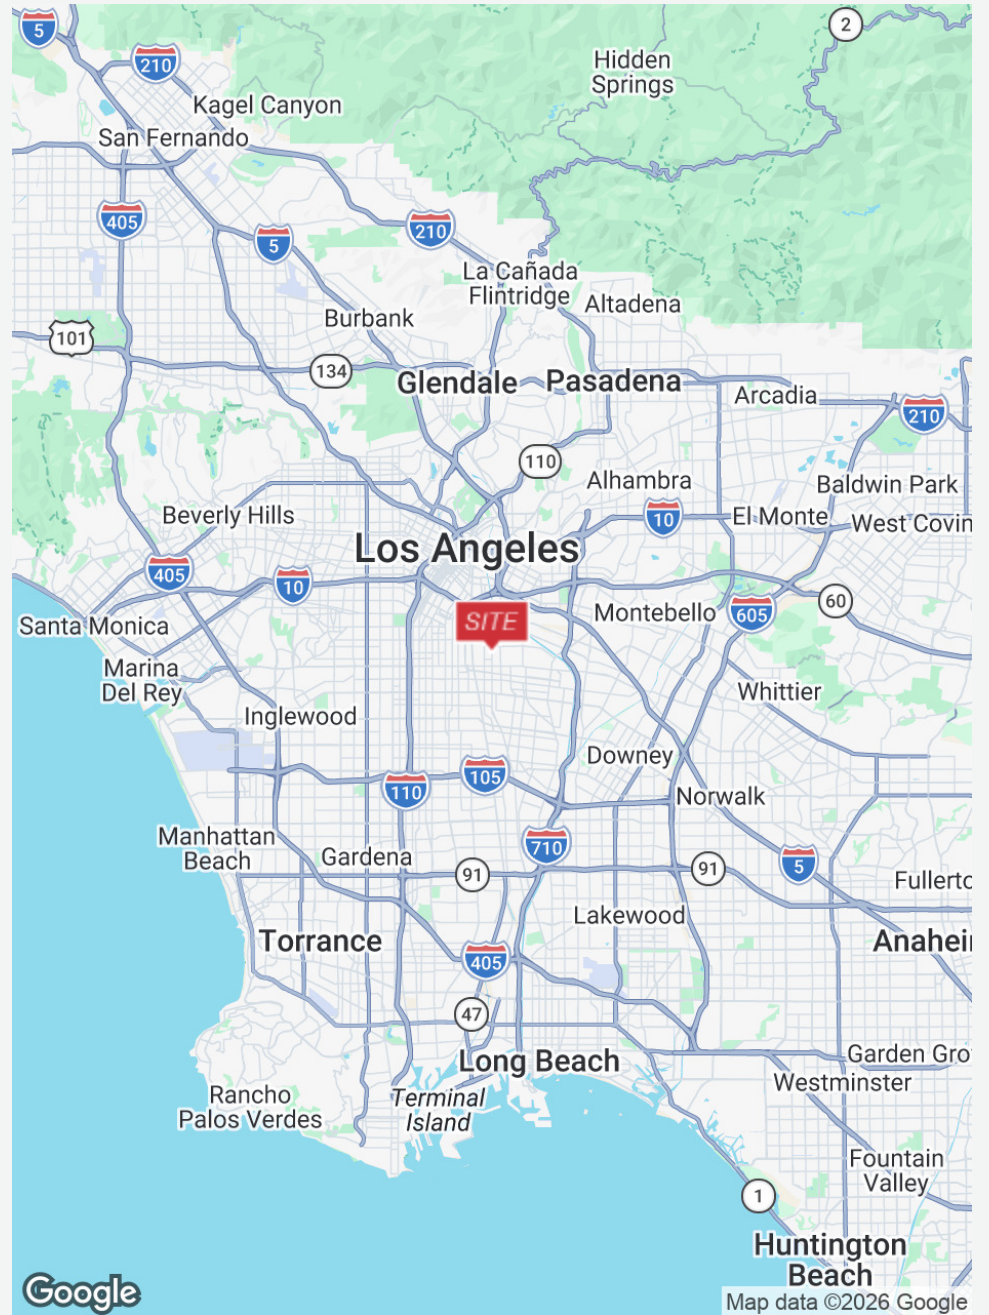 5
2
210
Hidden
Springs
Kagel Canyon
San Fernando
405
5
210
La Cañada
Flintridge
Altadena
Burbank
101
134
Glendale
Pasadena
Arcadia
210
110
Alhambra
Baldwin Park
Beverly Hills
10
El Monte
West Covin
Los Angeles
405
10
60
SITE
Montebello
605
Santa Monica
Marina
Del Rey
Whittier
Inglewood
Downey
105
110
Norwalk
Manhattan
Beach
Gardena
710
91
91
5
Fullerto
Lakewood
Torrance
Anahei
405
47
Long Beach
Garden Gro
Westminster
Rancho
Palos Verdes
Terminal
Island
Fountain
Valley
1
Huntington
Beach
Google
Map data ©2026 Google